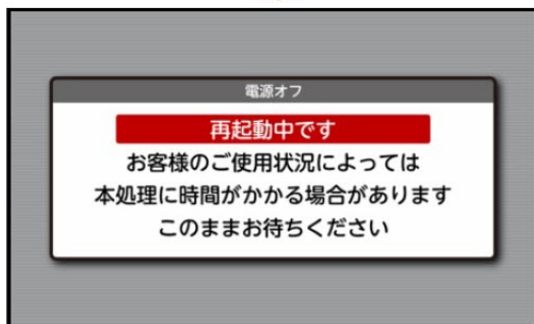 電源オフ
再起動中です
お客様のご使用状況によっては
本処理に時間がかかる場合があります
このままお待ちください